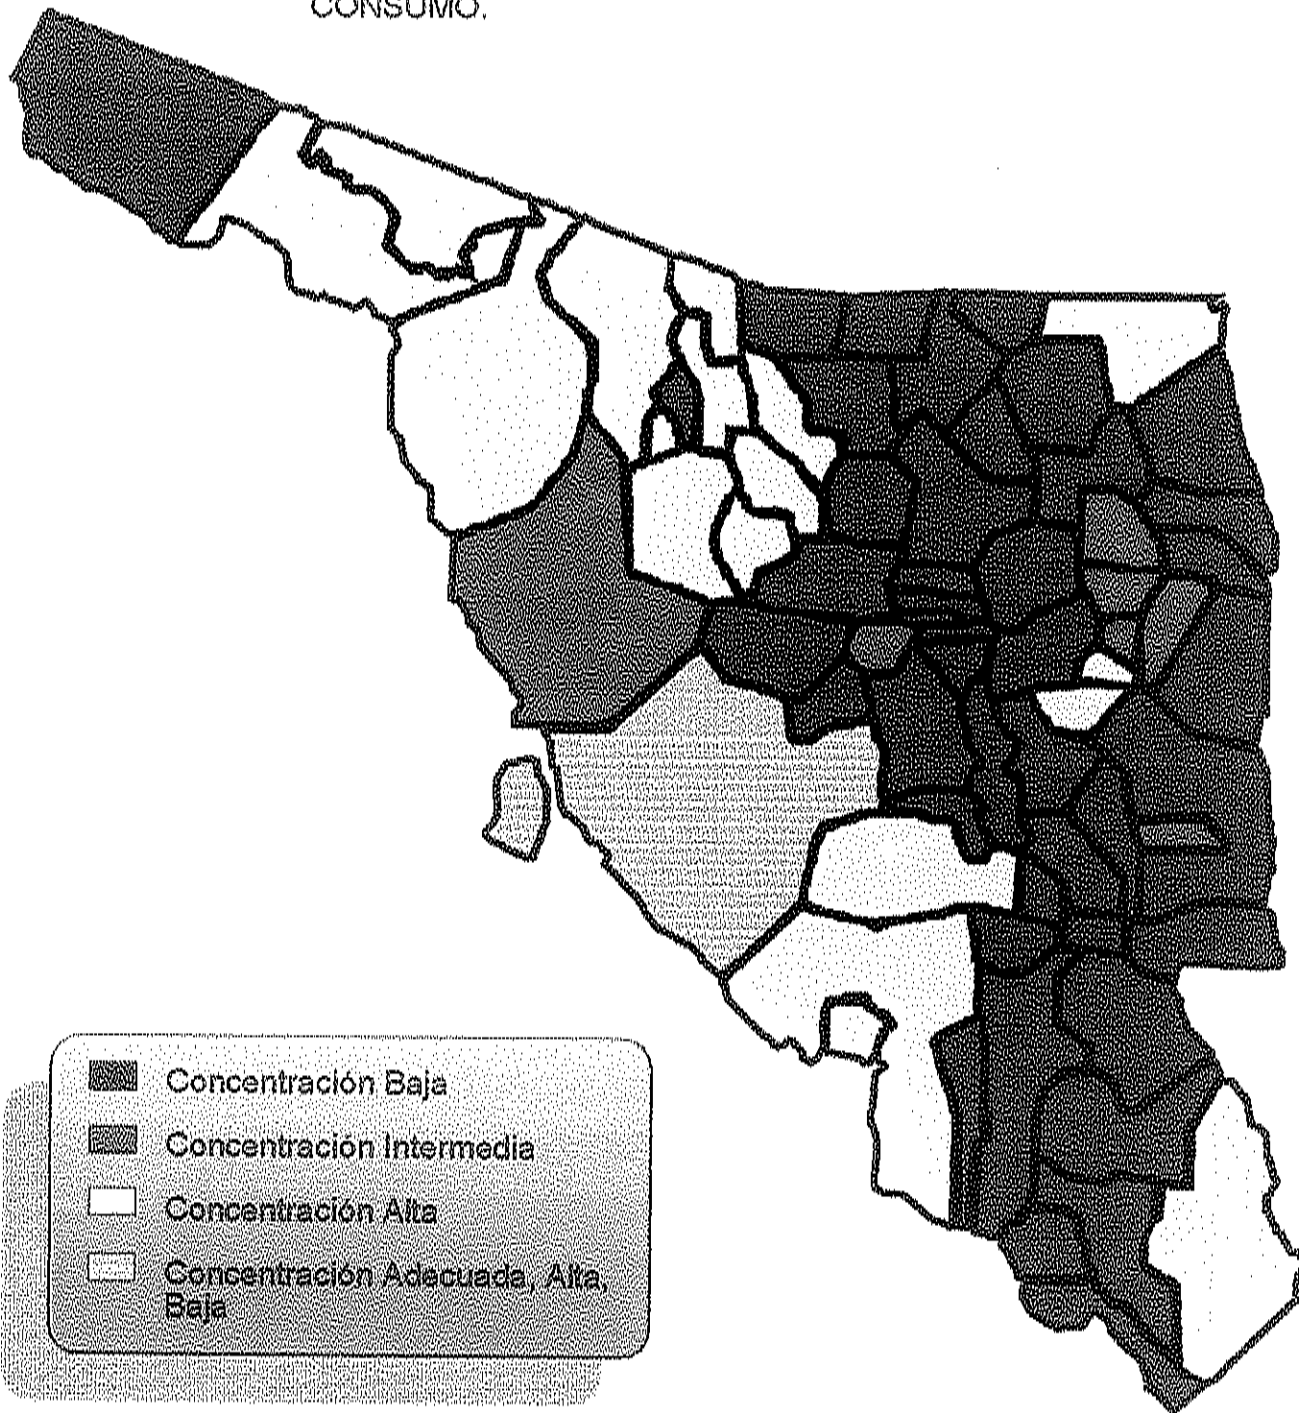 CONSUMO.
Concentración Baja
Concentración Intermedia
Concentración Alta
Concentración Adecuada, Alta,
Baja